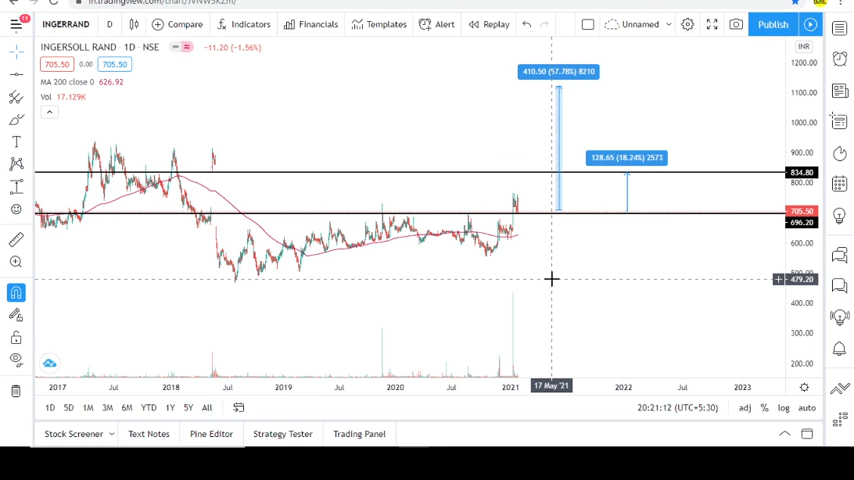 INGERRAND D Compare Indicators Financials Templates Alert Replay Unnamed Publish
11
INGERSOLL RAND · 1D · NSE −11.20 (−1.56%)
705.50 0.00 705.50
MA 200 close 0 626.92
Vol 17.129K
INR
410.50 (57.78%) 8210
128.65 (18.24%) 2573
1200.00
1100.00
1000.00
900.00
834.80
800.00
705.50
696.20
600.00
479.20
400.00
300.00
200.00
2017 Jul 2018 Jul 2019 Jul 2020 Jul 2021 17 May '21 2022 Jul 2023
1D 5D 1M 3M 6M YTD 1Y 5Y All 20:21:12 (UTC+5:30) adj % log auto
Stock Screener Text Notes Pine Editor Strategy Tester Trading Panel